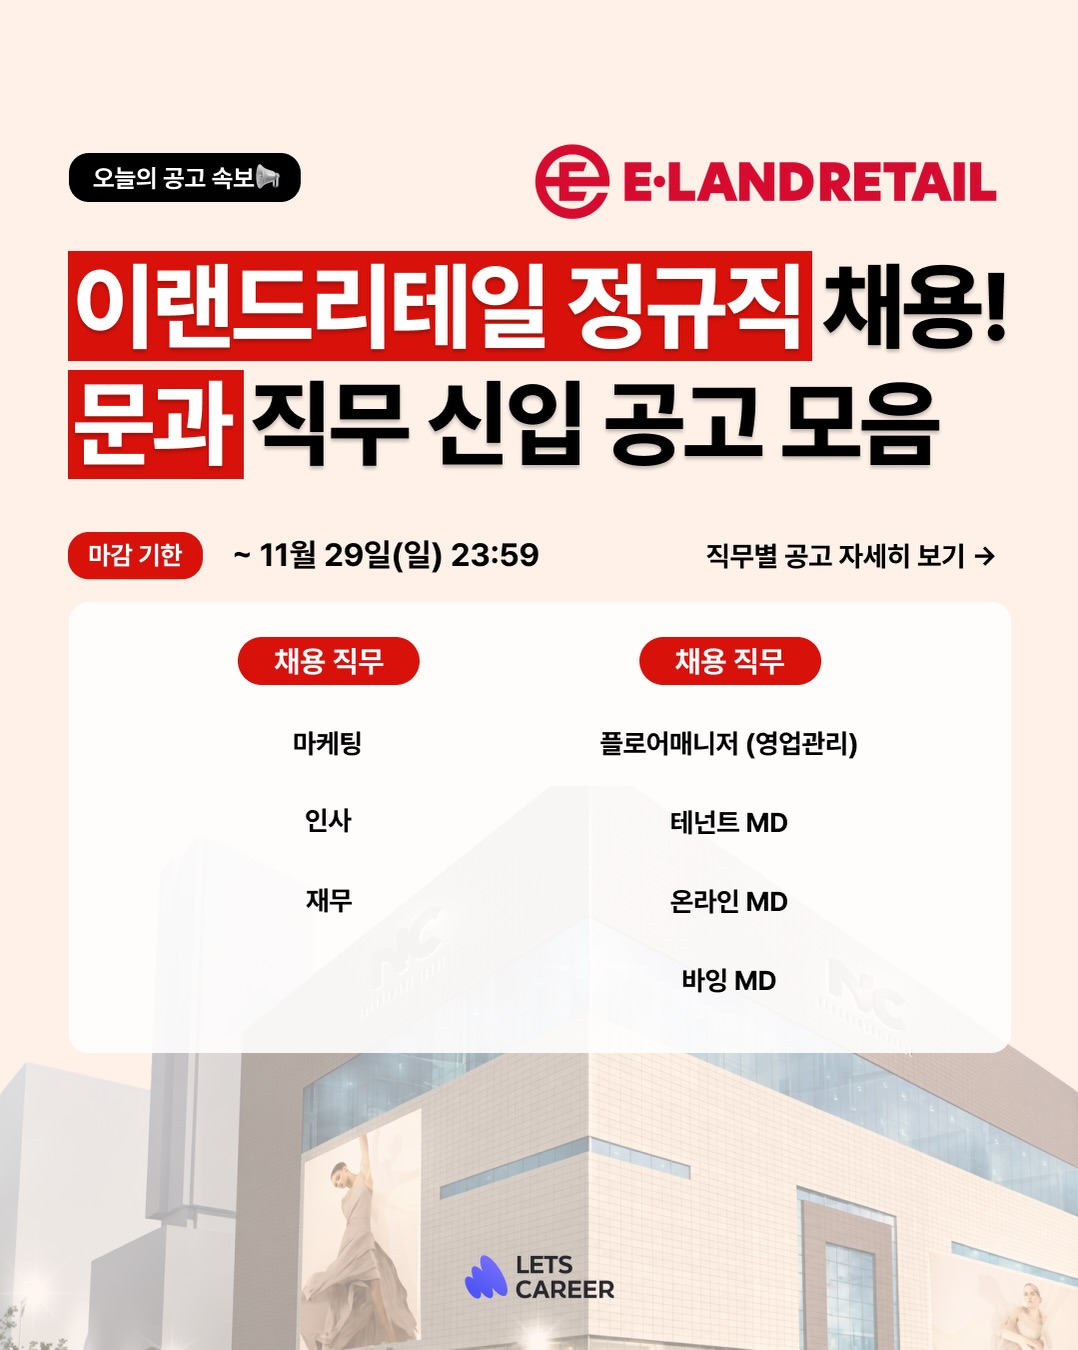 오늘의 공고 속보
E·LAND RETAIL
이랜드리테일 정규직 채용!
문과 직무 신입 공고 모음
마감 기한 ~ 11월 29일(일) 23:59
직무별 공고 자세히 보기 →
채용 직무
마케팅
인사
재무
채용 직무
플로어매니저 (영업관리)
테넌트 MD
온라인 MD
바잉 MD
NC
NC
LETS
CAREER